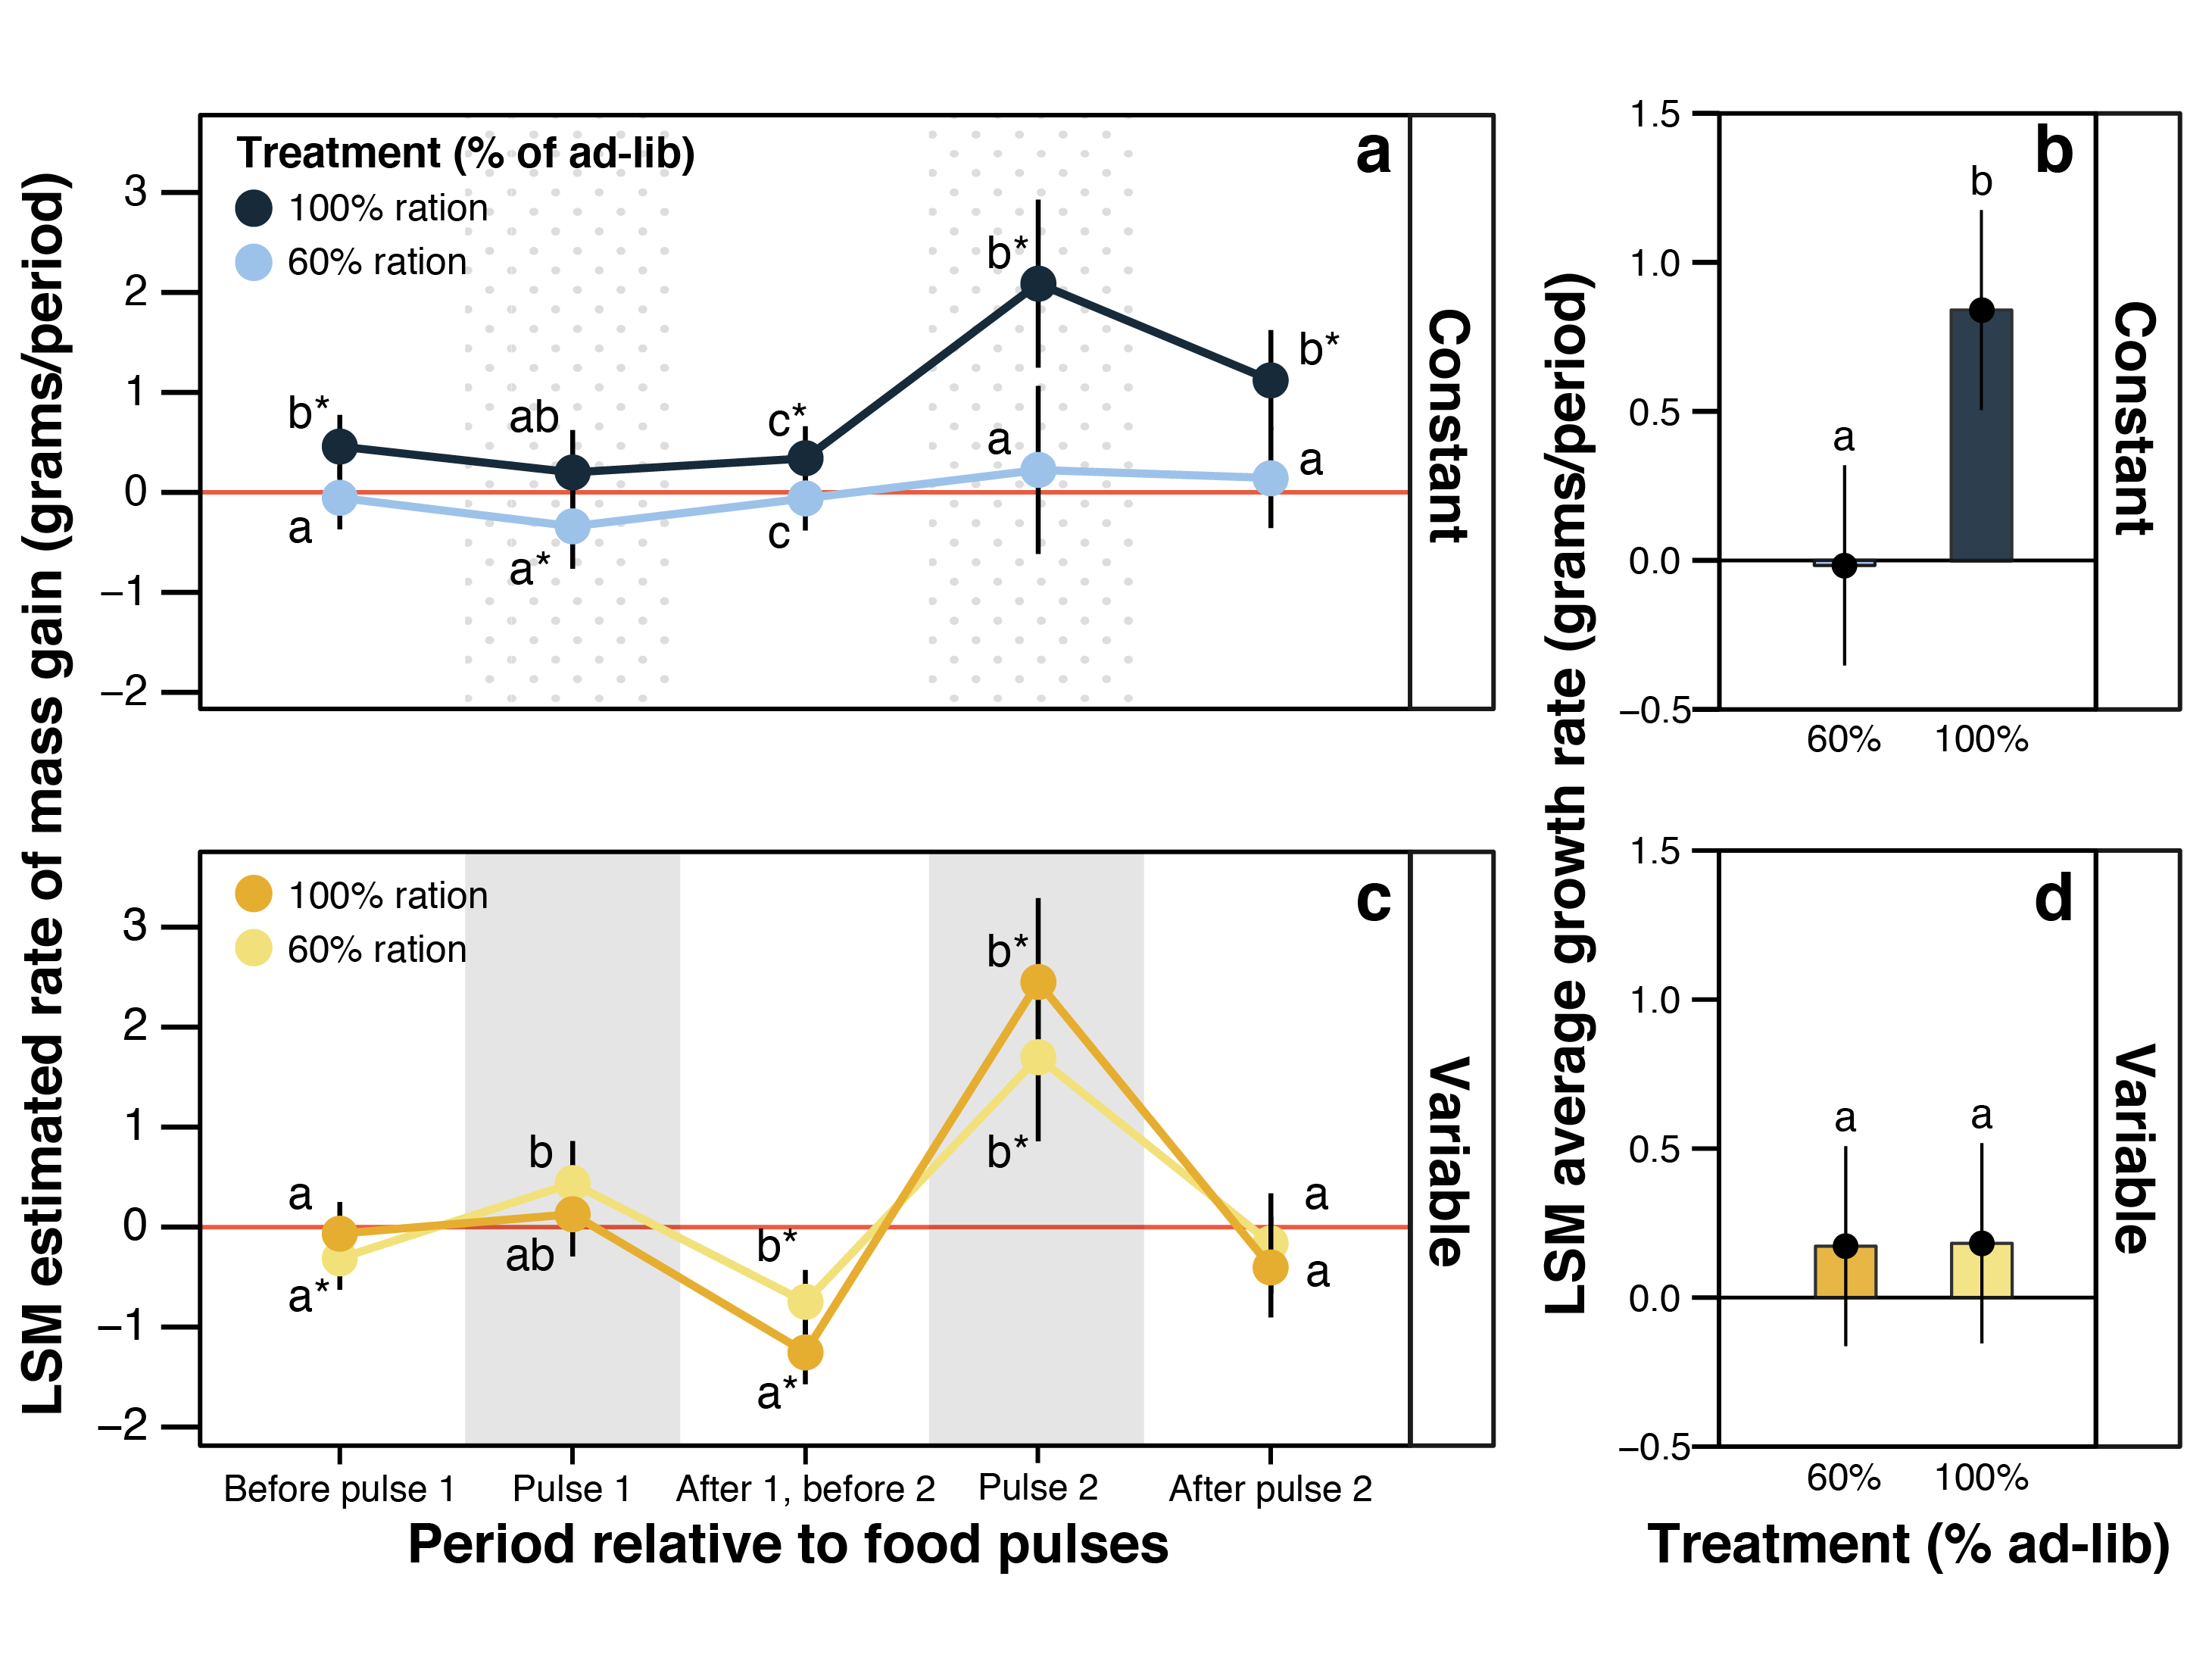 LSM estimated rate of mass gain (grams/period)
Treatment (% of ad-lib)
100% ration
60% ration
a
3
2
1
0
−1
−2
b*
ab
c*
b*
b*
a
a*
c
a
a
Constant
LSM average growth rate (grams/period)
b
1.5
1.0
0.5
0.0
−0.5
a
b
60%
100%
Constant
100% ration
60% ration
c
3
2
1
0
−1
−2
a
b
b*
b*
a
a*
ab
a*
b*
a
Variable
Before pulse 1
Pulse 1
After 1, before 2
Pulse 2
After pulse 2
Period relative to food pulses
d
1.5
1.0
0.5
0.0
−0.5
a
a
60%
100%
Variable
Treatment (% ad-lib)